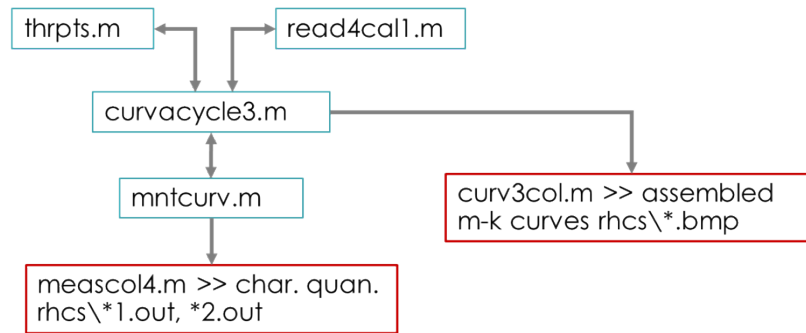 thrpts.m
read4cal1.m
curvacycle3.m
mntcurv.m
curv3col.m >> assembled
m-k curves rhcs\*.bmp
meascol4.m >> char. quan.
rhcs\*1.out, *2.out